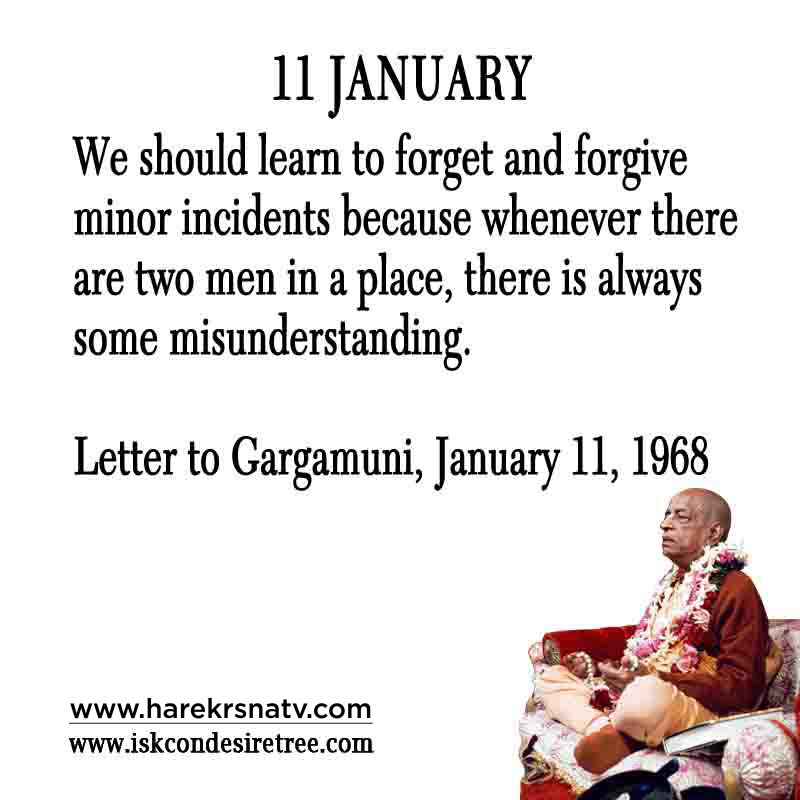 11 JANUARY
We should learn to forget and forgive
minor incidents because whenever there
are two men in a place, there is always
some misunderstanding.
Letter to Gargamuni, January 11, 1968
www.harekrsnatv.com
www.iskcondesiretree.com